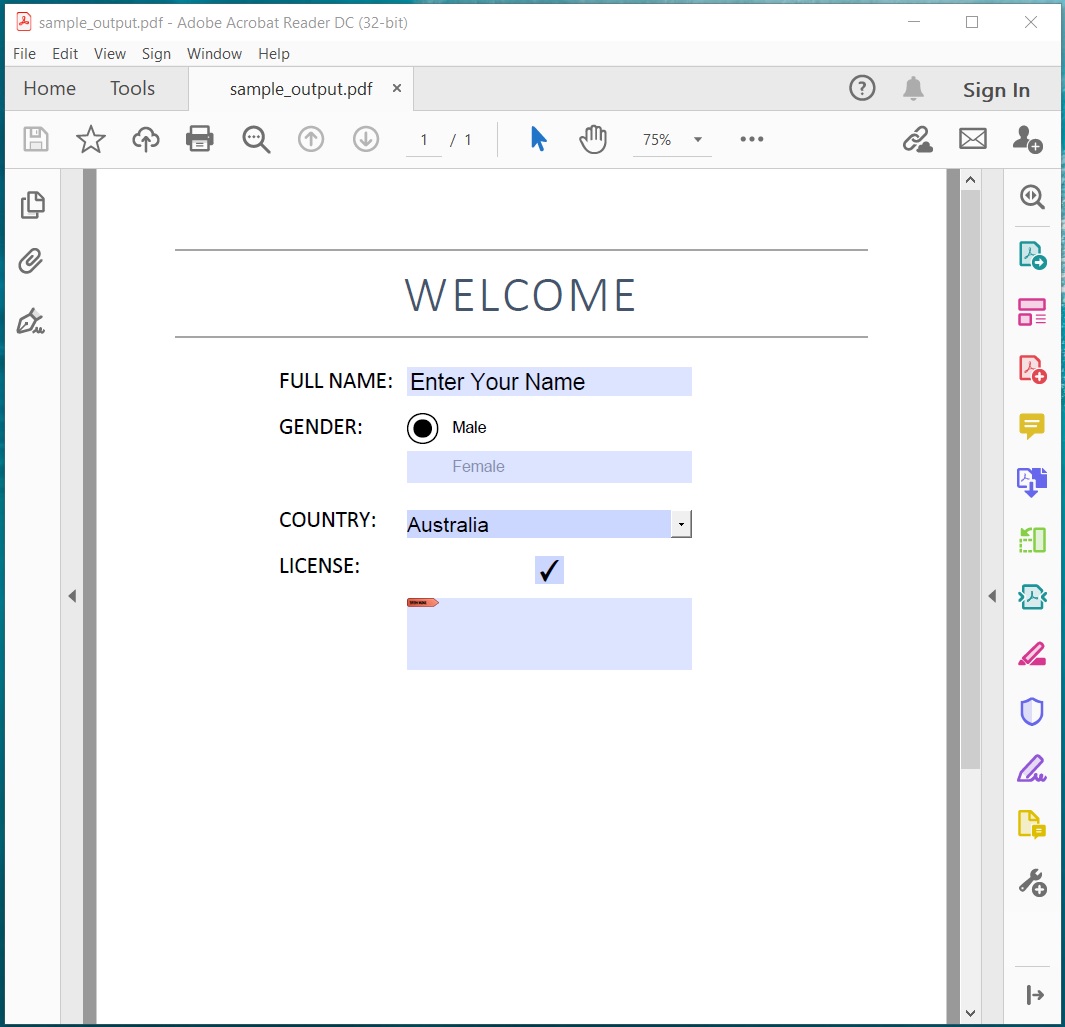 sample_output.pdf - Adobe Acrobat Reader DC (32-bit)
File Edit View Sign Window Help
Home Tools sample_output.pdf × Sign In
1 / 1 75%
WELCOME
FULL NAME: Enter Your Name
GENDER: Male
Female
COUNTRY: Australia
LICENSE: